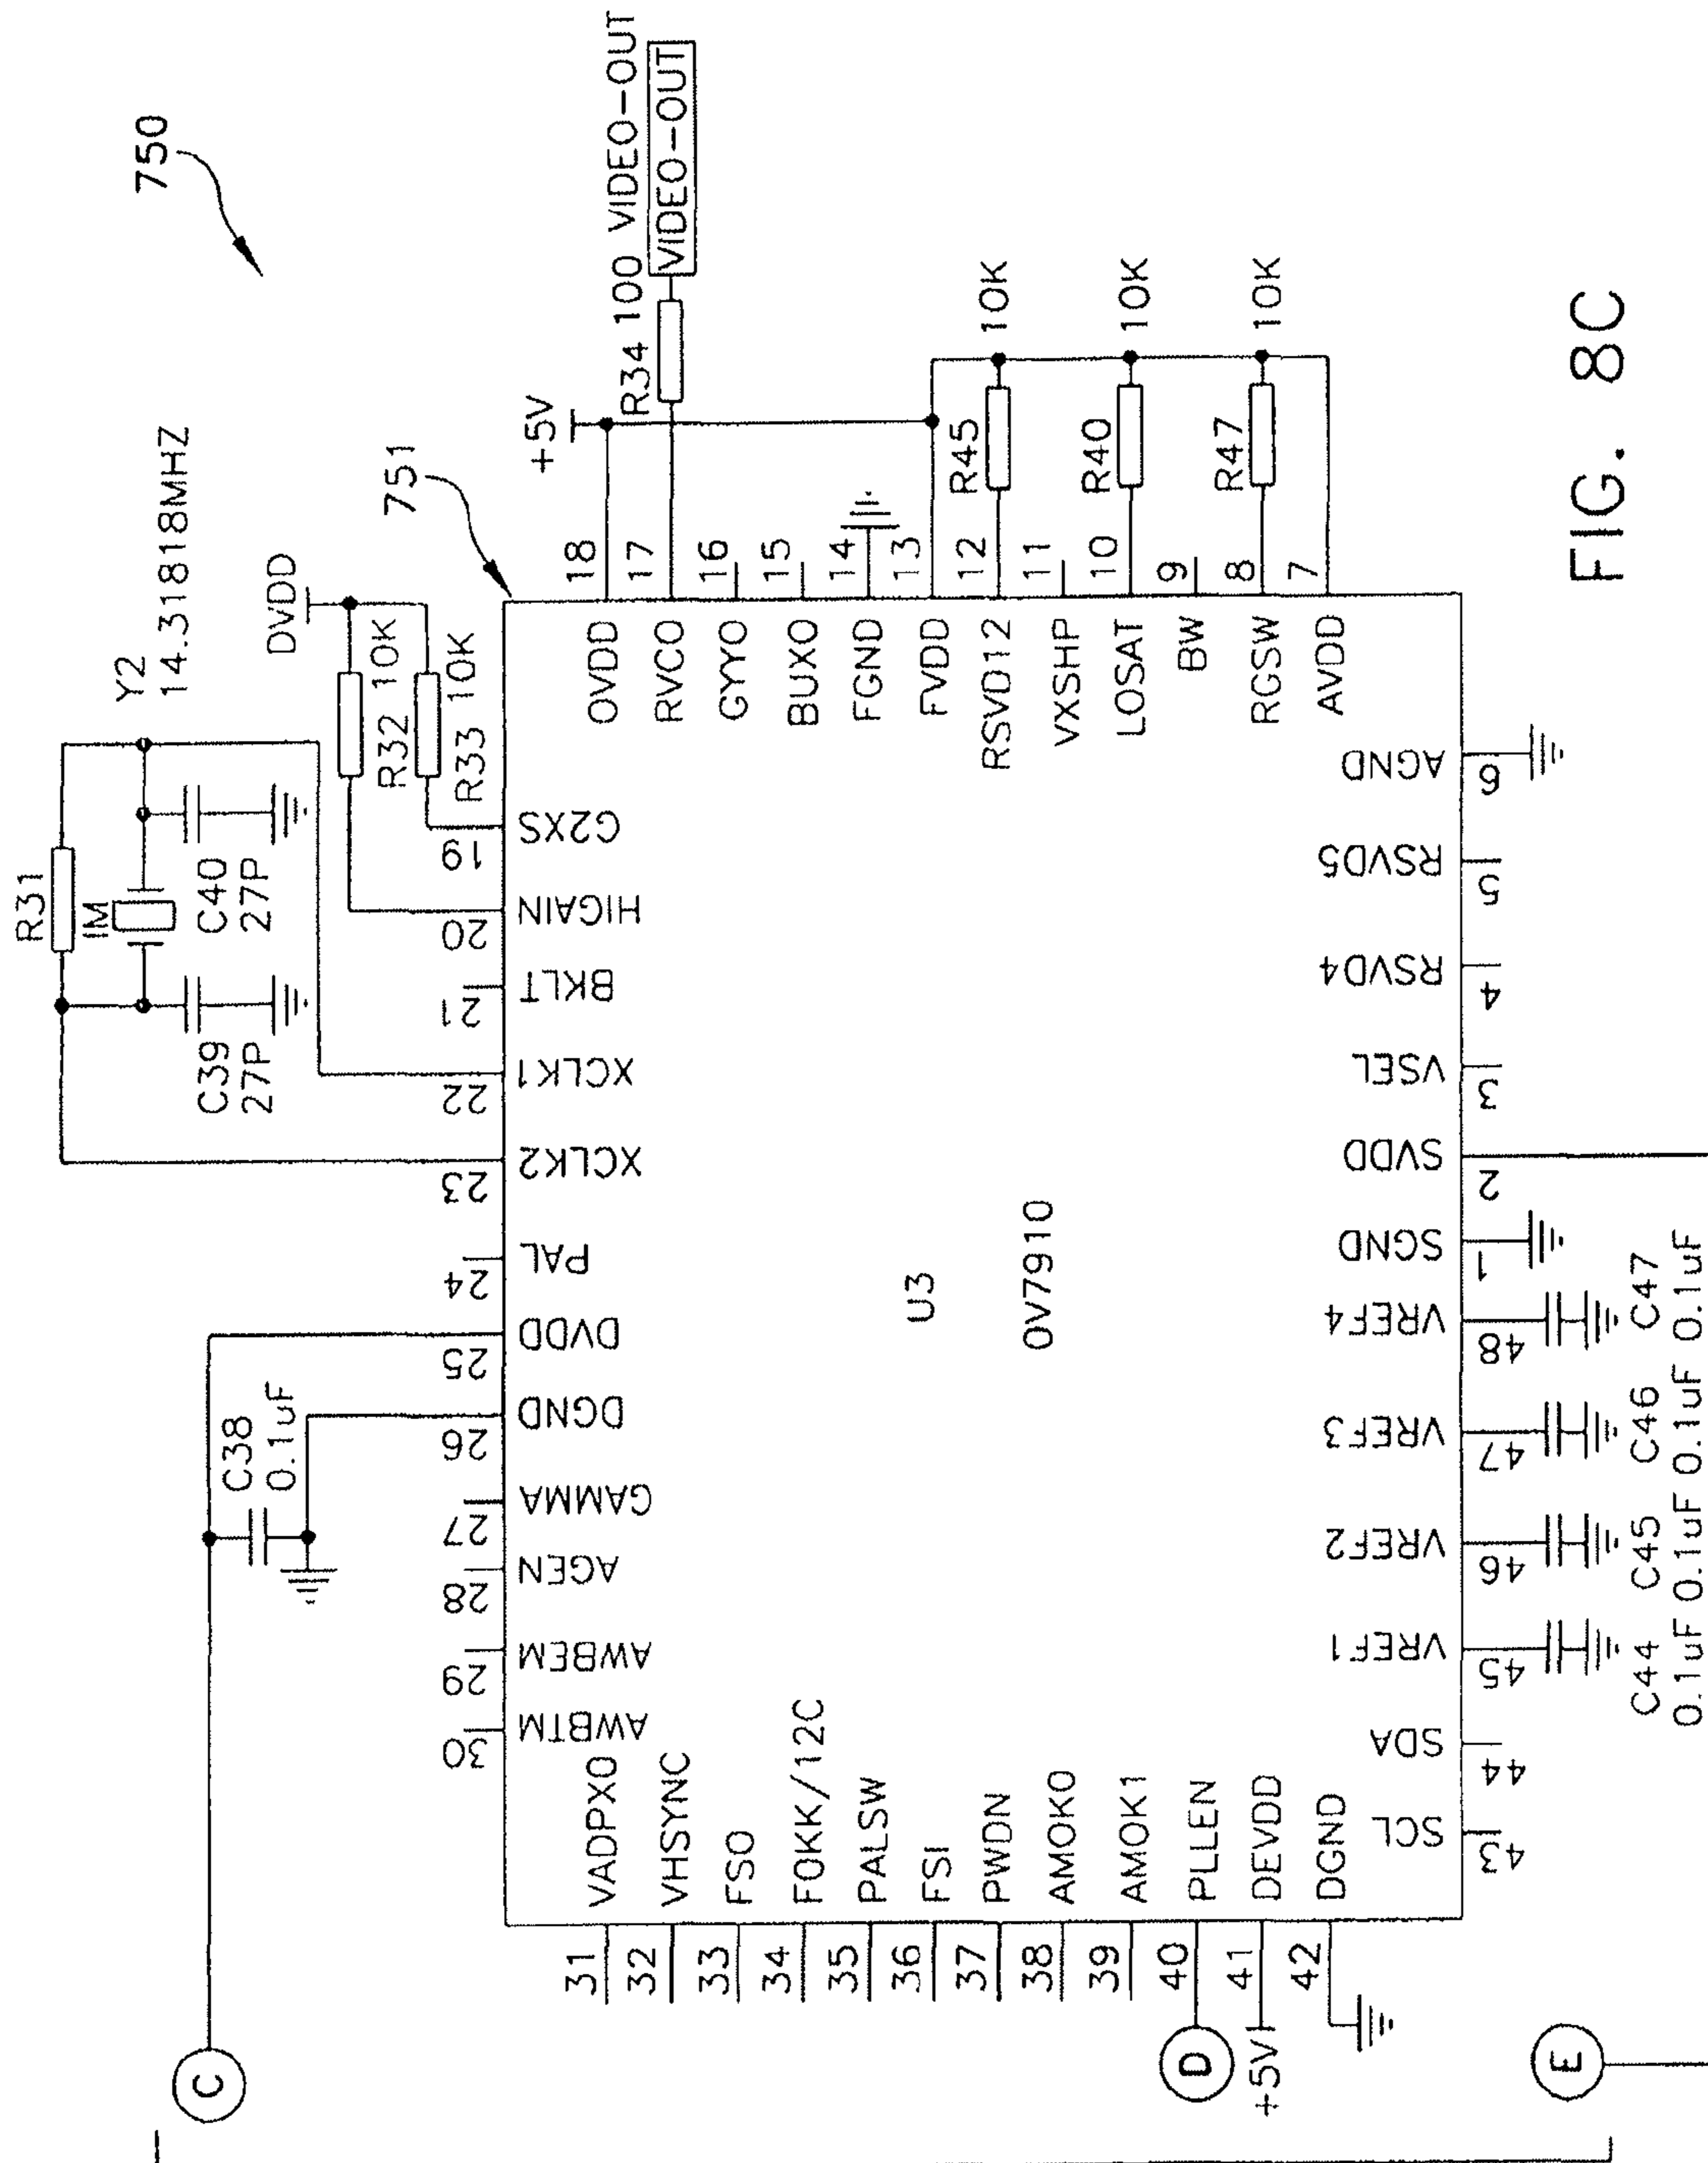 750
Y2
14.31818MHZ
R31
1M
C40
27P
C39
27P
DVDD
R32 10K
R33 10K
C38
0.1uF
C
751
+5V
R34 100 VIDEO-OUT
VIDEO-OUT
R45 10K
R40 10K
R47 10K
U3
OV7910
18 OVDD
17 RVCO
16 GYYO
15 BUXO
14 FGND
13 FVDD
12 RSVD12
11 VXSHP
10 LOSAT
9 BW
8 RGSW
7 AVDD
19 G2XS
20 HIGAIN
21 BKLT
22 XCLK1
23 XCLK2
24 PAL
25 DVDD
26 DGND
27 GAMMA
28 AGEN
29 AWBEM
30 AWBTM
31 VADPX0
32 VHSYNC
33 FSO
34 FOKK/12C
35 PALSW
36 FSI
37 PWDN
38 AMOK0
39 AMOK1
40 PLLEN
41 DEVDD
42 DGND
D
+5V
E
43 SCL
44 SDA
45 VREF1
46 VREF2
47 VREF3
48 VREF4
1 SGND
2 SVDD
3 VSEL
4 RSVD4
5 RSVD5
6 AGND
C44 C45 C46 C47
0.1uF 0.1uF 0.1uF 0.1uF
FIG. 8C